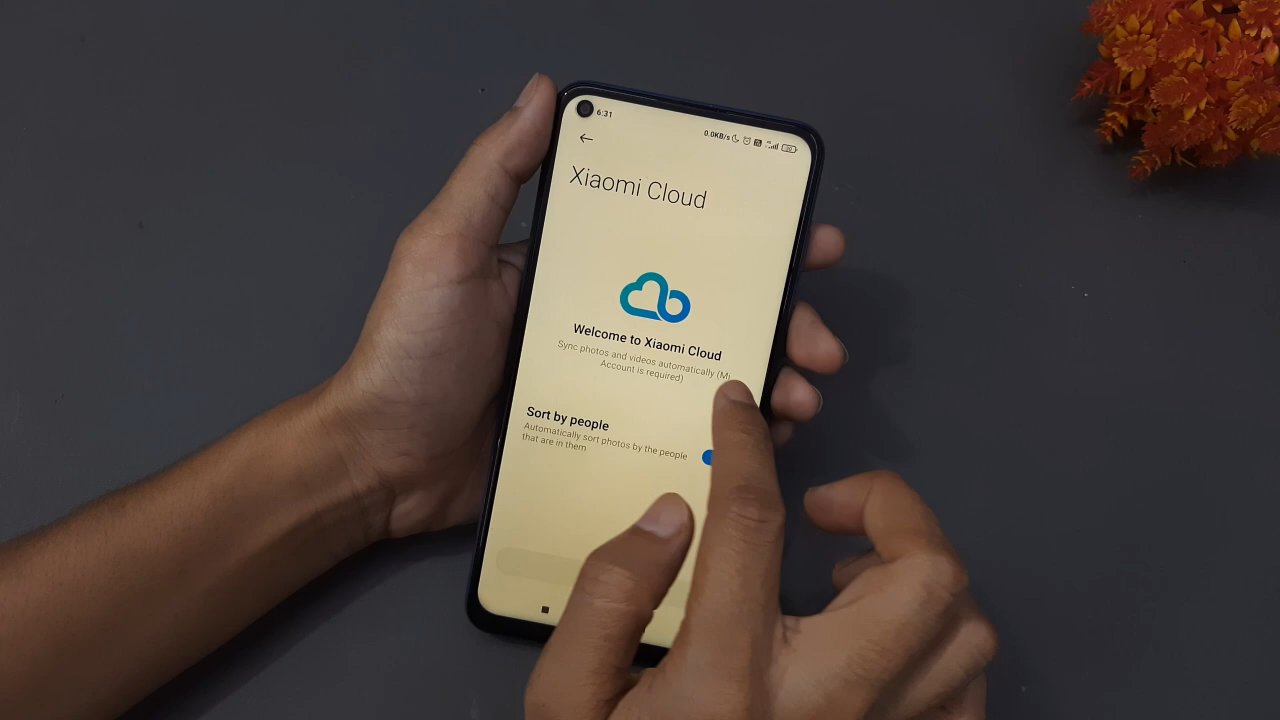 6:31
0.0KB/s
Xiaomi Cloud
Welcome to Xiaomi Cloud
Sync photos and videos automatically (Mi
Account is required)
Sort by people
Automatically sort photos by the people
that are in them